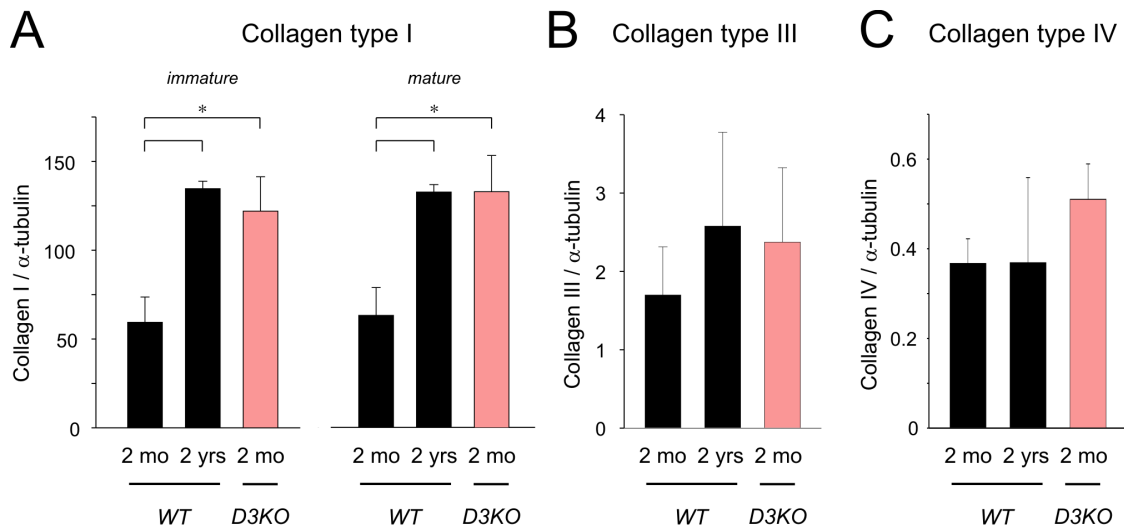 A
Collagen type I
immature
mature
*
*
Collagen I / α-tubulin
150
100
50
0
2 mo 2 yrs 2 mo
WT D3KO
2 mo 2 yrs 2 mo
WT D3KO
B
Collagen type III
Collagen III / α-tubulin
4
3
2
1
0
2 mo 2 yrs 2 mo
WT D3KO
C
Collagen type IV
Collagen IV / α-tubulin
0.6
0.4
0.2
0
2 mo 2 yrs 2 mo
WT D3KO